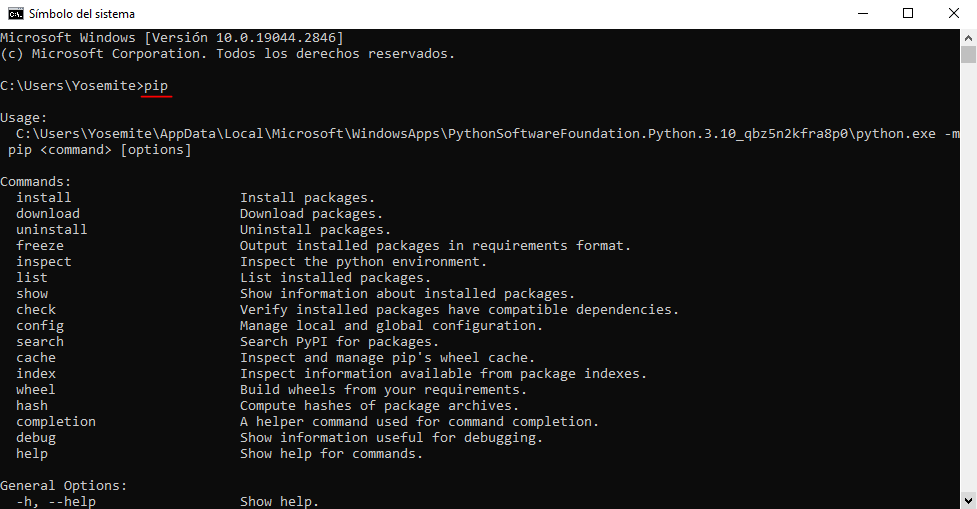 Símbolo del sistema
Microsoft Windows [Versión 10.0.19044.2846]
(c) Microsoft Corporation. Todos los derechos reservados.
C:\Users\Yosemite>pip
Usage:
C:\Users\Yosemite\AppData\Local\Microsoft\WindowsApps\PythonSoftwareFoundation.Python.3.10_qbz5n2kfra8p0\python.exe -m
pip <command> [options]
Commands:
install Install packages.
download Download packages.
uninstall Uninstall packages.
freeze Output installed packages in requirements format.
inspect Inspect the python environment.
list List installed packages.
show Show information about installed packages.
check Verify installed packages have compatible dependencies.
config Manage local and global configuration.
search Search PyPI for packages.
cache Inspect and manage pip's wheel cache.
index Inspect information available from package indexes.
wheel Build wheels from your requirements.
hash Compute hashes of package archives.
completion A helper command used for command completion.
debug Show information useful for debugging.
help Show help for commands.
General Options:
-h, --help Show help.